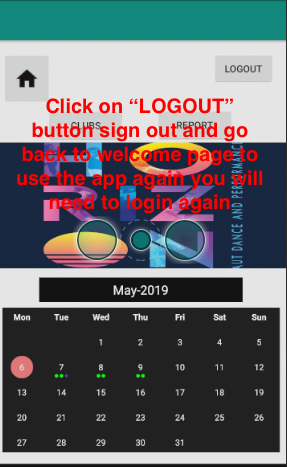 LOGOUT
Click on “LOGOUT”
button sign out and go
back to welcome page, to
use the app again, you will
need to login again
CLUBS
REPORT
DANCE AND PERFORMANCE
May-2019
Mon Tue Wed Thu Fri Sat Sun
1 2 3 4 5
6 7 8 9 10 11 12
13 14 15 16 17 18 19
20 21 22 23 24 25 26
27 28 29 30 31